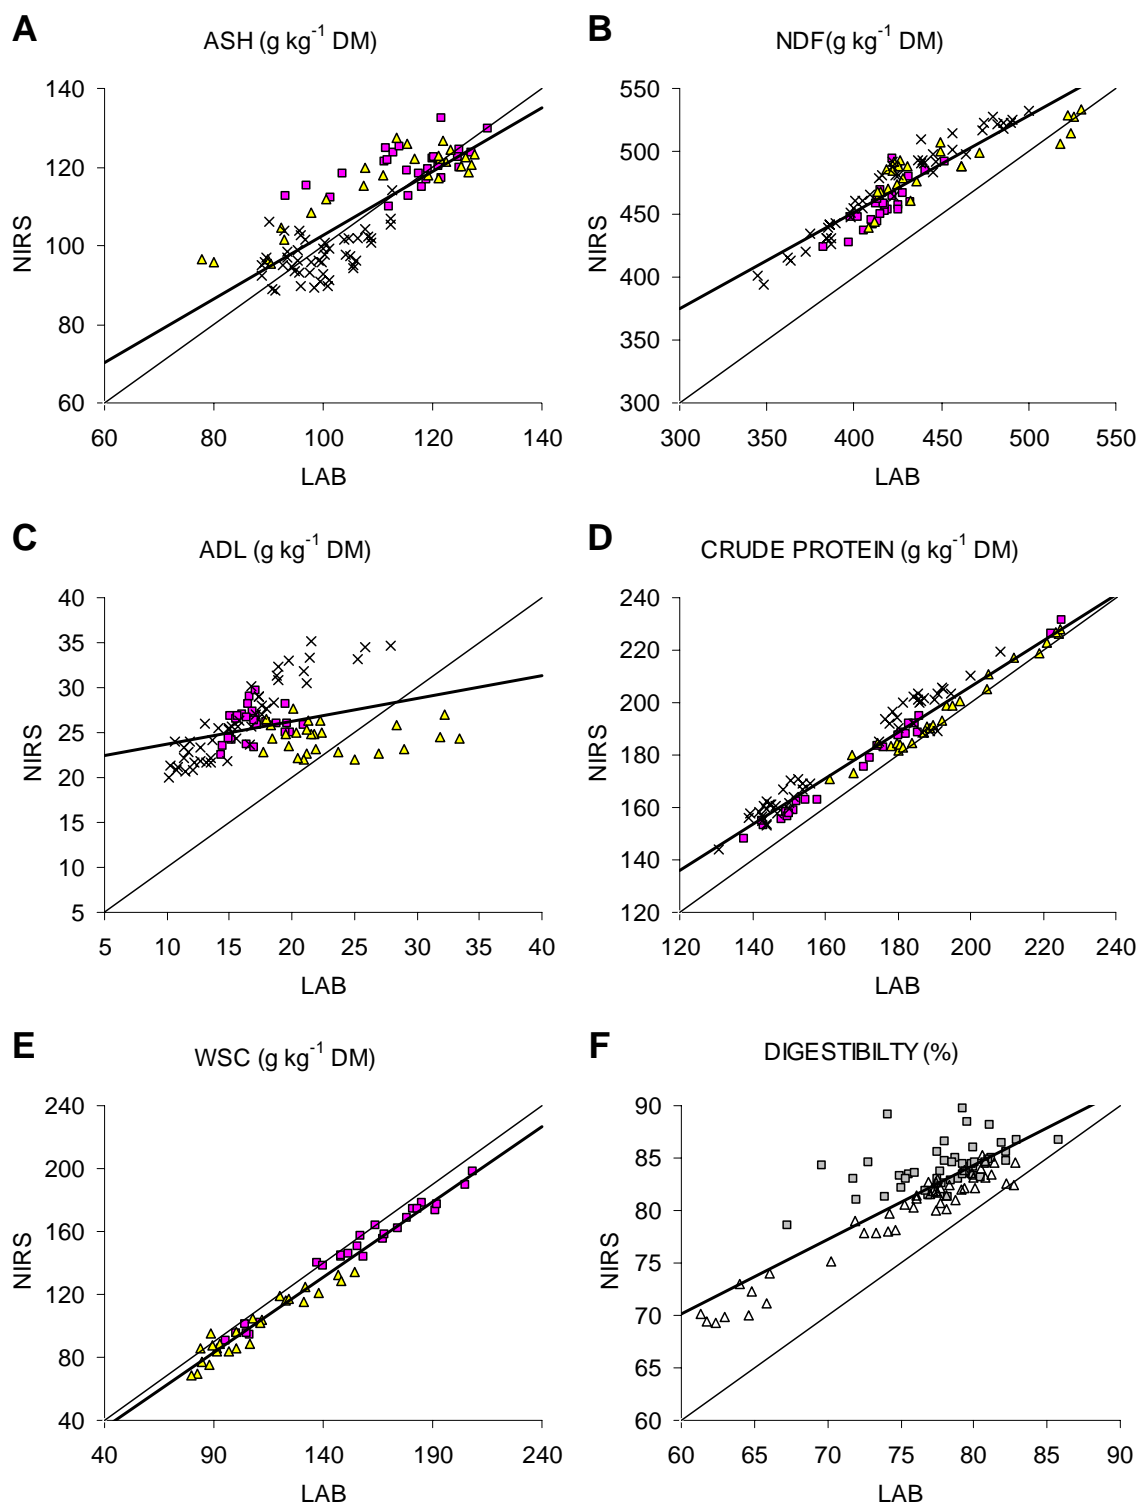 A
ASH (g kg-1 DM)
140
120
100
80
60
NIRS
60 80 100 120 140
LAB
B
NDF(g kg-1 DM)
550
500
450
400
350
300
NIRS
300 350 400 450 500 550
LAB
C
ADL (g kg-1 DM)
40
35
30
25
20
15
10
5
NIRS
5 10 15 20 25 30 35 40
LAB
D
CRUDE PROTEIN (g kg-1 DM)
240
220
200
180
160
140
120
NIRS
120 140 160 180 200 220 240
LAB
E
WSC (g kg-1 DM)
240
200
160
120
80
40
NIRS
40 90 140 190 240
LAB
F
DIGESTIBILTY (%)
90
85
80
75
70
65
60
NIRS
60 65 70 75 80 85 90
LAB